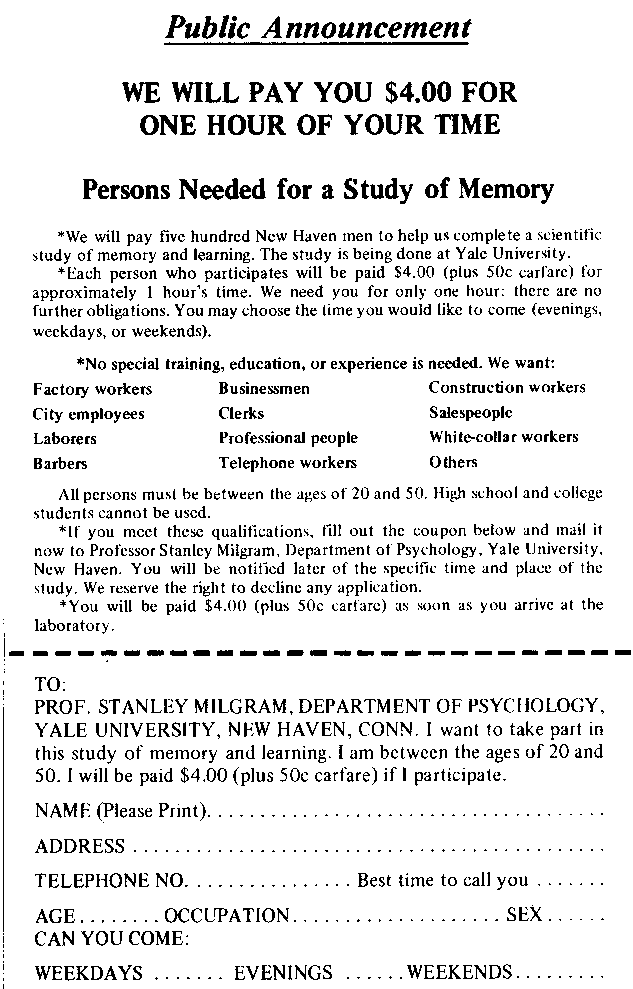 Public Announcement
WE WILL PAY YOU $4.00 FOR
ONE HOUR OF YOUR TIME
Persons Needed for a Study of Memory
*We will pay five hundred New Haven men to help us complete a scientific
study of memory and learning. The study is being done at Yale University.
*Each person who participates will be paid $4.00 (plus 50c carfare) for
approximately 1 hour's time. We need you for only one hour: there are no
further obligations. You may choose the time you would like to come (evenings,
weekdays, or weekends).
*No special training, education, or experience is needed. We want:
Factory workers Businessmen Construction workers
City employees Clerks Salespeople
Laborers Professional people White-collar workers
Barbers Telephone workers Others
All persons must be between the ages of 20 and 50. High school and college
students cannot be used.
*If you meet these qualifications, fill out the coupon below and mail it
now to Professor Stanley Milgram, Department of Psychology, Yale University,
New Haven. You will be notified later of the specific time and place of the
study. We reserve the right to decline any application.
*You will be paid $4.00 (plus 50c carfare) as soon as you arrive at the
laboratory.
TO:
PROF. STANLEY MILGRAM, DEPARTMENT OF PSYCHOLOGY,
YALE UNIVERSITY, NEW HAVEN, CONN. I want to take part in
this study of memory and learning. I am between the ages of 20 and
50. I will be paid $4.00 (plus 50c carfare) if I participate.
NAME (Please Print). . . . . . . . . . . . . . . . . . . . . . . . . . . . . . . . . . . . .
ADDRESS . . . . . . . . . . . . . . . . . . . . . . . . . . . . . . . . . . . . . . . . . . . .
TELEPHONE NO. . . . . . . . . . . . . . . . Best time to call you . . . . . . .
AGE . . . . . . . . OCCUPATION. . . . . . . . . . . . . . . . . . . . SEX . . . . . .
CAN YOU COME:
WEEKDAYS . . . . . . . EVENINGS . . . . . . WEEKENDS . . . . . . . . .